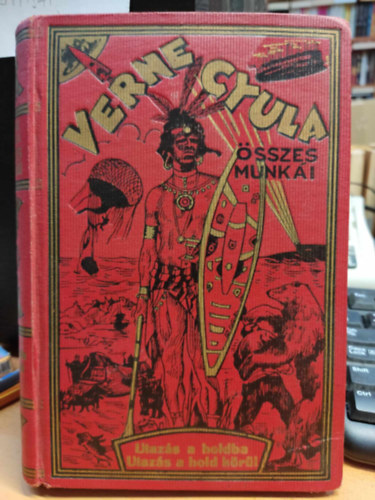 VERNE
GYULA
ÖSSZES
MUNKÁI
Utazás a holdba
Utazás a hold körül